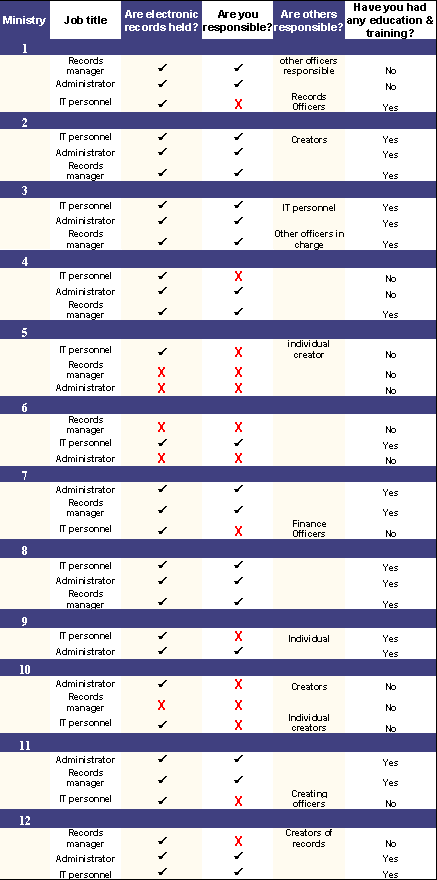 Ministry Job title Are electronic records held? Are you responsible? Are others responsible? Have you had any education & training?
1
Records manager ✓ ✓ other officers responsible No
Administrator ✓ ✓ No
IT personnel ✓ X Records Officers Yes
2
IT personnel ✓ ✓ Creators Yes
Administrator ✓ ✓ Yes
Records manager ✓ ✓ Yes
3
IT personnel ✓ ✓ IT personnel Yes
Administrator ✓ ✓ Yes
Records manager ✓ ✓ Other officers in charge Yes
4
IT personnel ✓ X No
Administrator ✓ ✓ No
Records manager ✓ ✓ Yes
5
IT personnel ✓ X individual creator No
Records manager X X No
Administrator X X No
6
Records manager X X No
IT personnel ✓ ✓ Yes
Administrator X X No
7
Administrator ✓ ✓ Yes
Records manager ✓ ✓ Yes
IT personnel ✓ X Finance Officers No
8
IT personnel ✓ ✓ Yes
Administrator ✓ ✓ Yes
Records manager ✓ ✓ Yes
9
IT personnel ✓ X Individual Yes
Administrator ✓ ✓ Yes
10
Administrator ✓ X Creators No
Records manager X X No
IT personnel ✓ X Individual creators No
11
Administrator ✓ ✓ Yes
Records manager ✓ ✓ Yes
IT personnel ✓ X Creating officers No
12
Records manager ✓ X Creators of records No
Administrator ✓ ✓ Yes
IT personnel ✓ ✓ Yes